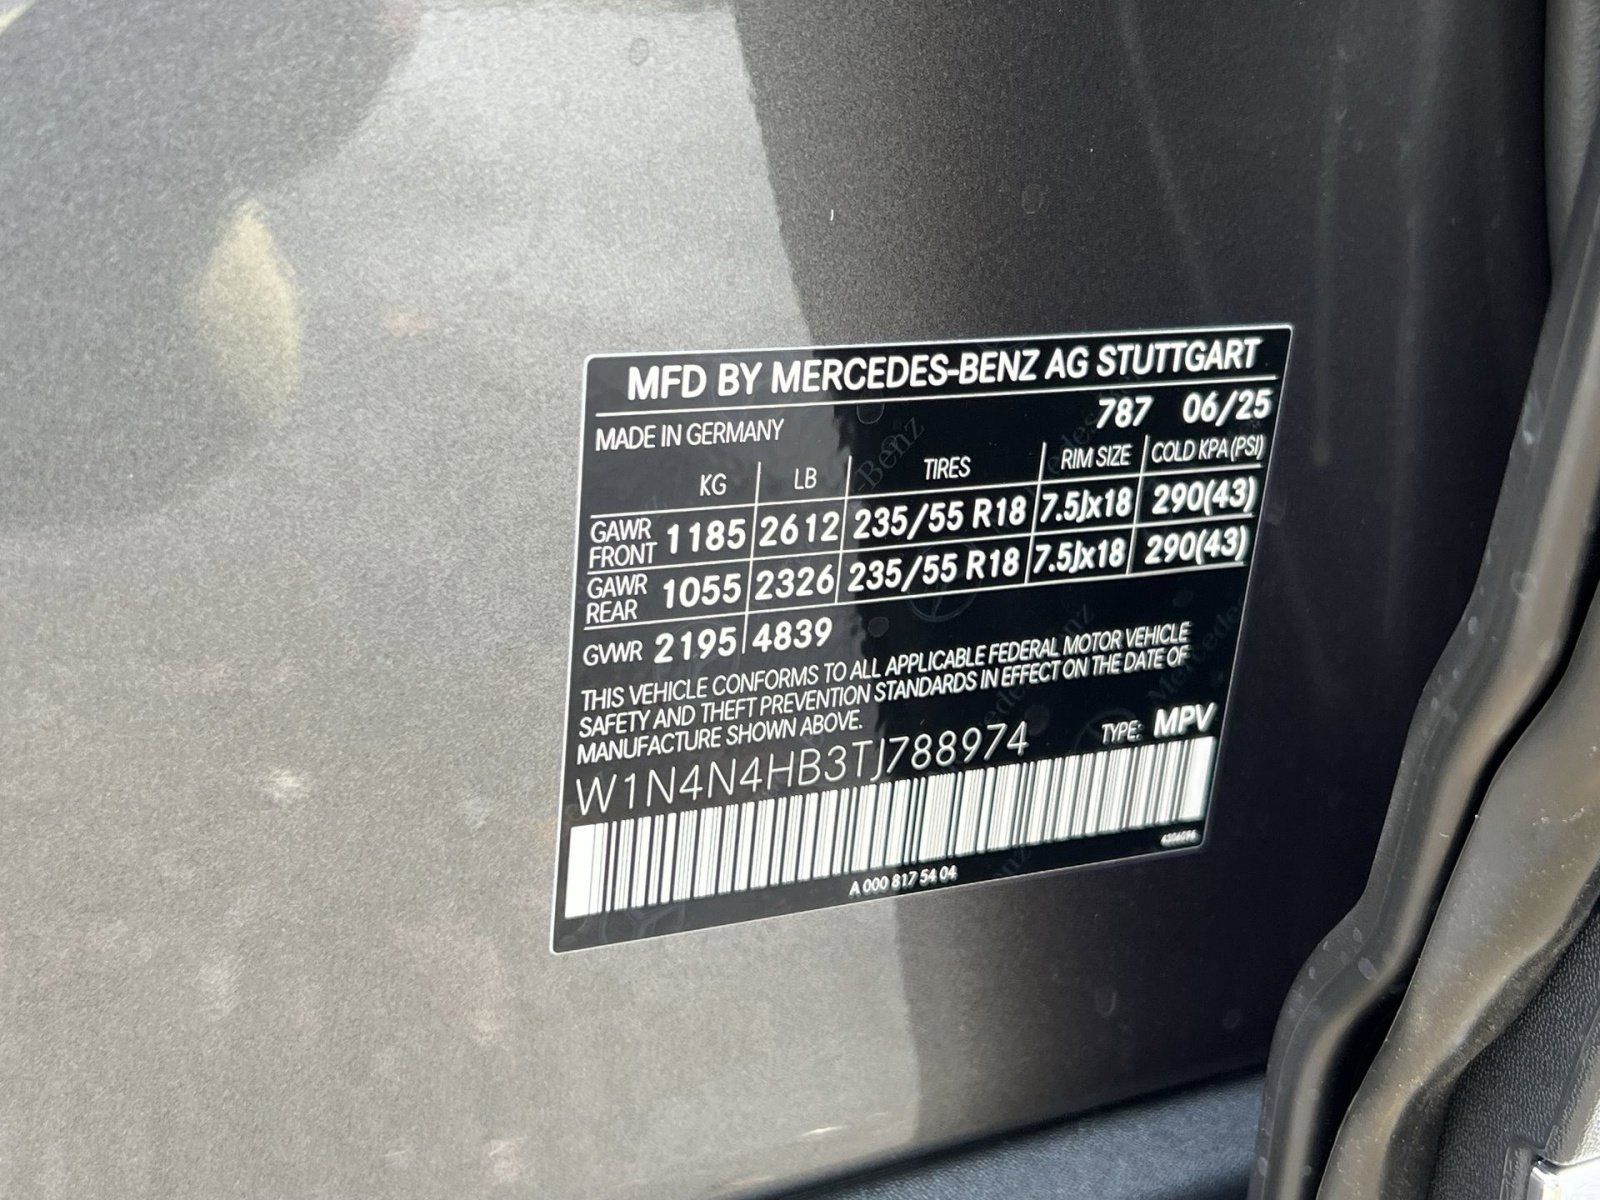 MFD BY MERCEDES-BENZ AG STUTTGART
787 06/25
MADE IN GERMANY
KG LB TIRES RIM SIZE COLD KPA(PSI)
GAWR FRONT 1185 2612 235/55 R18 7.5Jx18 290(43)
GAWR REAR 1055 2326 235/55 R18 7.5Jx18 290(43)
GVWR 2195 4839
THIS VEHICLE CONFORMS TO ALL APPLICABLE FEDERAL MOTOR VEHICLE
SAFETY AND THEFT PREVENTION STANDARDS IN EFFECT ON THE DATE OF
MANUFACTURE SHOWN ABOVE.
TYPE: MPV
W1N4N4HB3TJ788974
A 000 817 54 04